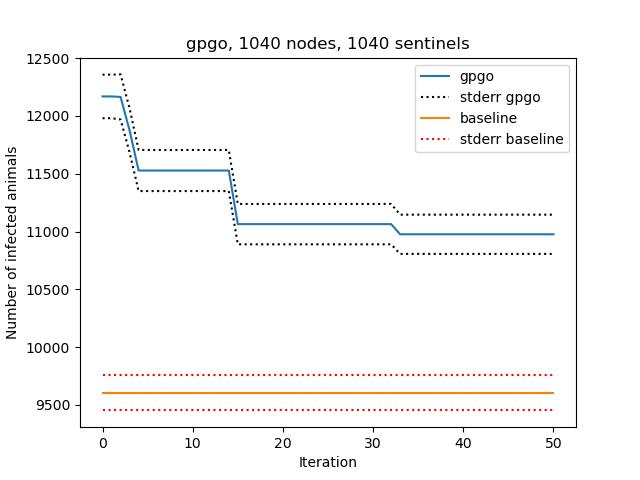 gpgo, 1040 nodes, 1040 sentinels
Number of infected animals
12500
12000
11500
11000
10500
10000
9500
gpgo
stderr gpgo
baseline
stderr baseline
0 10 20 30 40 50
Iteration